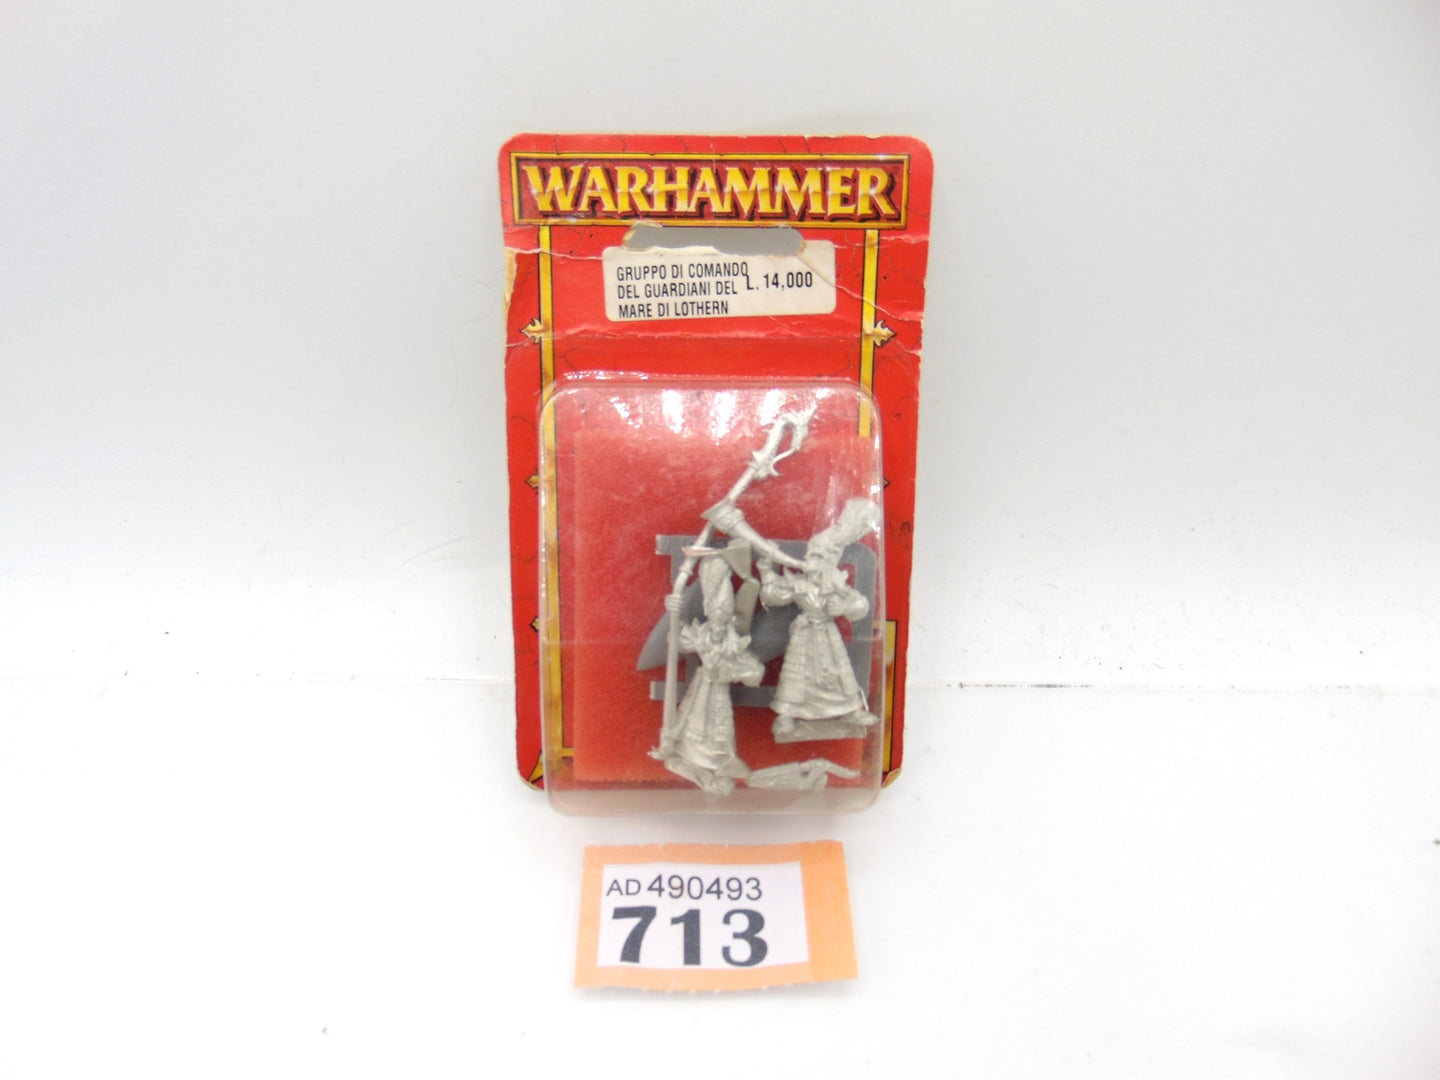 WARHAMMER
GRUPPO DI COMANDO
DEL GUARDIANI DEL L. 14,000
MARE DI LOTHERN
AD 490493
713